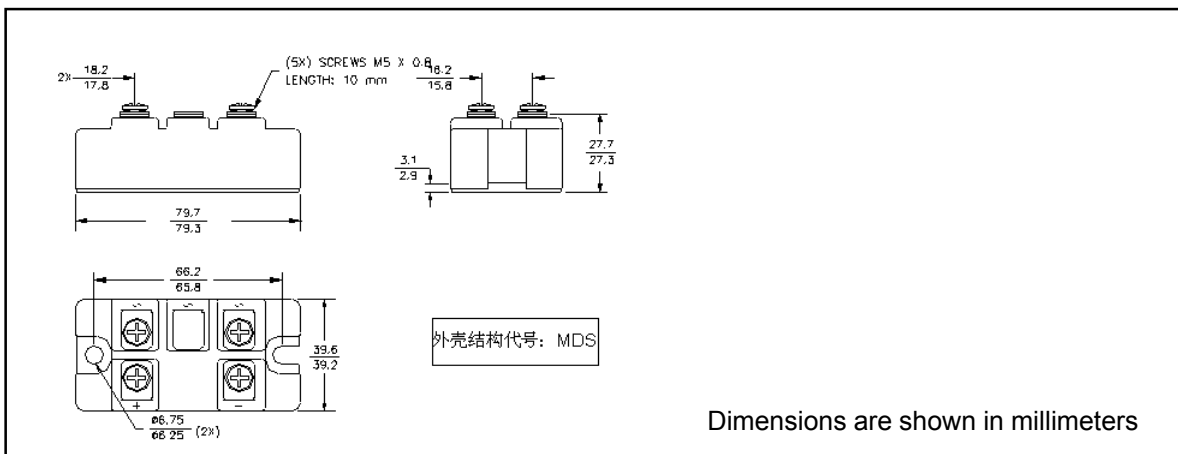 2X 18.2
17.8
(5X) SCREWS M5 X 0.8
LENGTH: 10 mm
16.2
15.8
3.1
2.9
27.7
27.3
79.7
79.3
66.2
65.8
39.6
39.2
+
-
ø6.75
ø6.25 (2X)
外壳结构代号: MDS
Dimensions are shown in millimeters